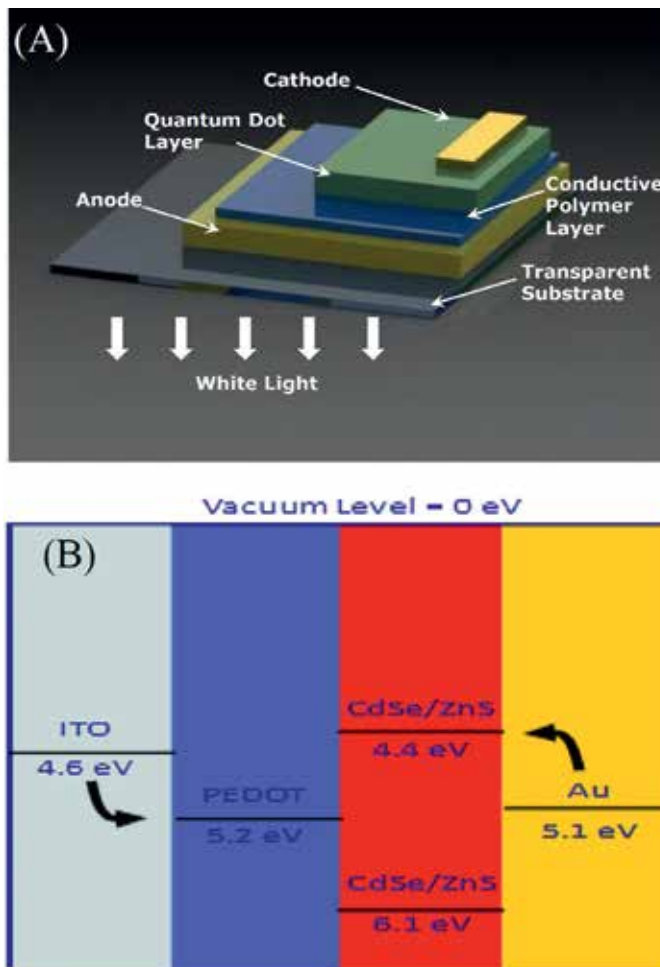 (A)
Cathode
Quantum Dot
Layer
Anode
Conductive
Polymer
Layer
Transparent
Substrate
White Light
Vacuum Level = 0 eV
(B)
CdSe/ZnS
ITO
4.4 eV
4.6 eV
PEDOT
Au
5.2 eV
5.1 eV
CdSe/ZnS
6.1 eV